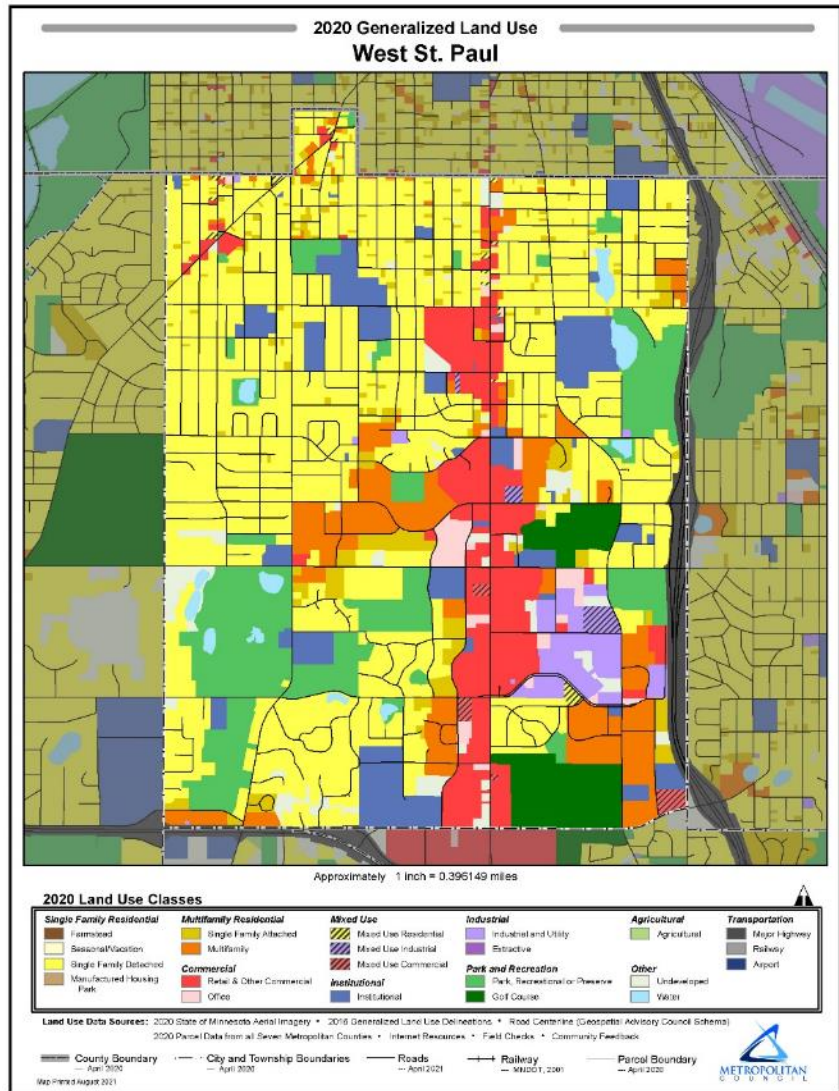 2020 Generalized Land Use
West St. Paul
Approximately 1 inch = 0.396149 miles
2020 Land Use Classes
Single Family Residential
Farmstead
Seasonal/Vacation
Single Family Detached
Manufactured Housing
Park
Multifamily Residential
Single Family Attached
Multifamily
Commercial
Retail & Other Commercial
Office
Mixed Use
Mixed Use Residential
Mixed Use Industrial
Mixed Use Commercial
Institutional
Institutional
Industrial
Industrial and Utility
Extractive
Park and Recreation
Park, Recreational or Preserve
Golf Course
Agricultural
Agricultural
Other
Undeveloped
Water
Transportation
Major Highway
Railway
Airport
Land Use Data Sources: 2020 State of Minnesota Aerial Imagery • 2016 Generalized Land Use Delineations • Road Centerline (Geospatial Advisory Council Schema)
2020 Parcel Data from all Seven Metropolitan Counties • Internet Resources • Field Checks • Community Feedback
County Boundary
--- April 2020
City and Township Boundaries
--- April 2020
Roads
--- April 2021
Railway
--- MNDOT, 2001
Parcel Boundary
--- April 2020
Map Printed August 2021
METROPOLITAN
COUNCIL